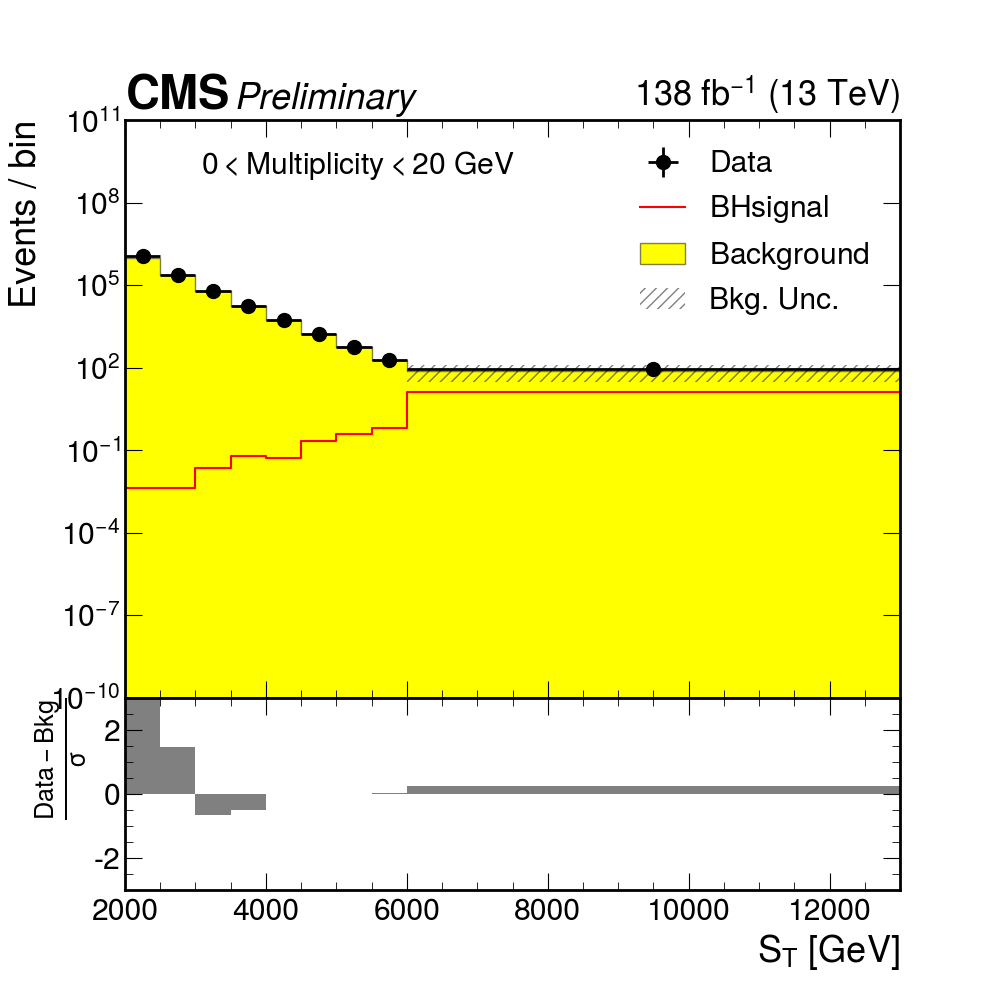 CMS Preliminary 138 fb⁻¹ (13 TeV)
Events / bin
10¹¹
10⁸
10⁵
10²
10⁻¹
10⁻⁴
10⁻⁷
10⁻¹⁰
0 < Multiplicity < 20 GeV
Data
BHsignal
Background
Bkg. Unc.
Data – Bkg
σ
2
0
-2
2000 4000 6000 8000 10000 12000
S_T [GeV]